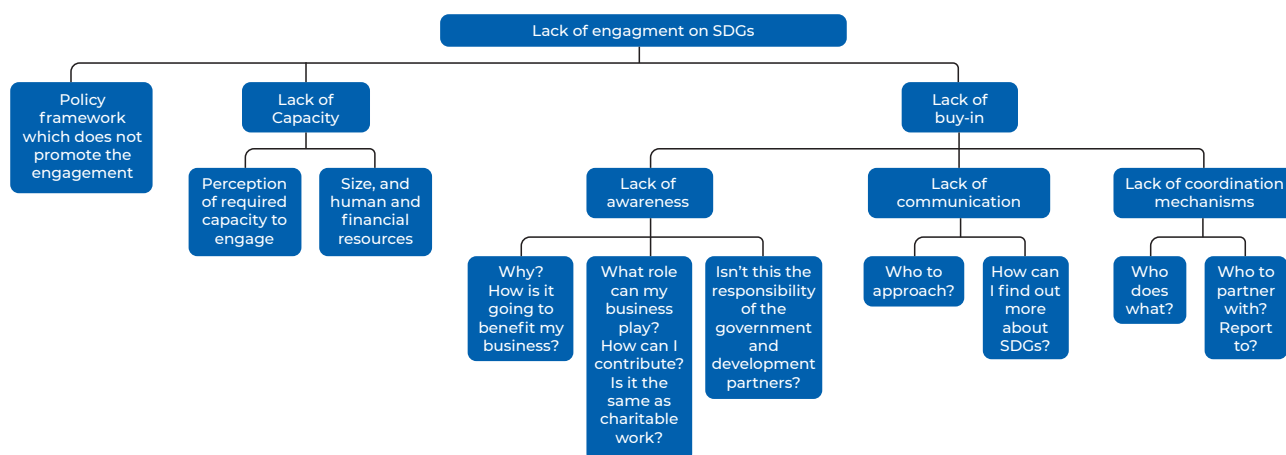 Lack of engagment on SDGs
Policy
framework
which does not
promote the
engagement
Lack of
Capacity
Lack of
buy-in
Perception
of required
capacity to
engage
Size, and
human and
financial
resources
Lack of
awareness
Lack of
communication
Lack of coordination
mechanisms
Why?
How is it
going to
benefit my
business?
What role
can my
business
play?
How can I
contribute?
Is it the
same as
charitable
work?
Isn’t this the
responsibility
of the
government
and
development
partners?
Who to
approach?
How can
I find out
more
about
SDGs?
Who
does
what?
Who to
partner
with?
Report
to?